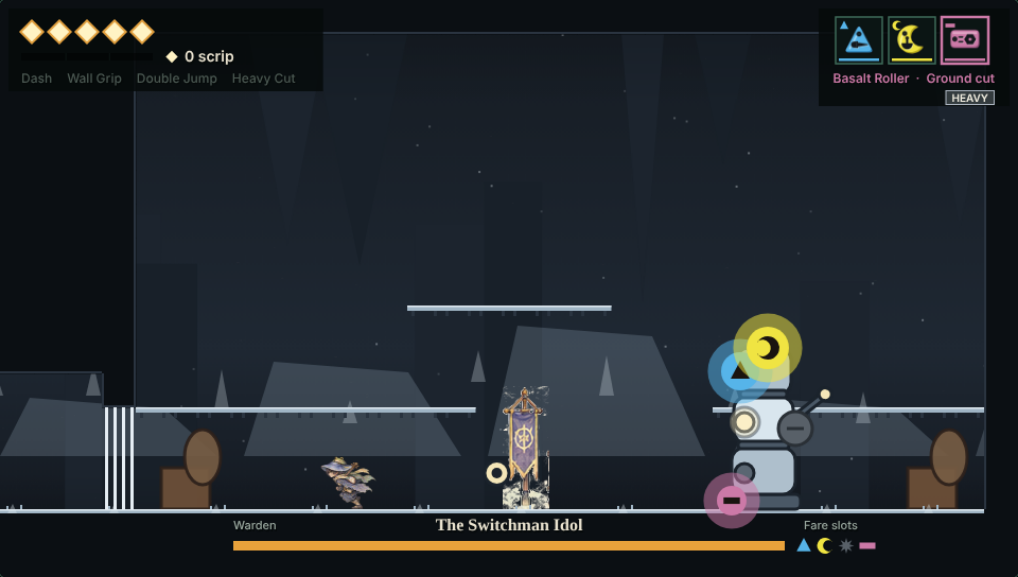 0 scrip
Dash Wall Grip Double Jump Heavy Cut
Basalt Roller · Ground cut
HEAVY
Warden
The Switchman Idol
Fare slots